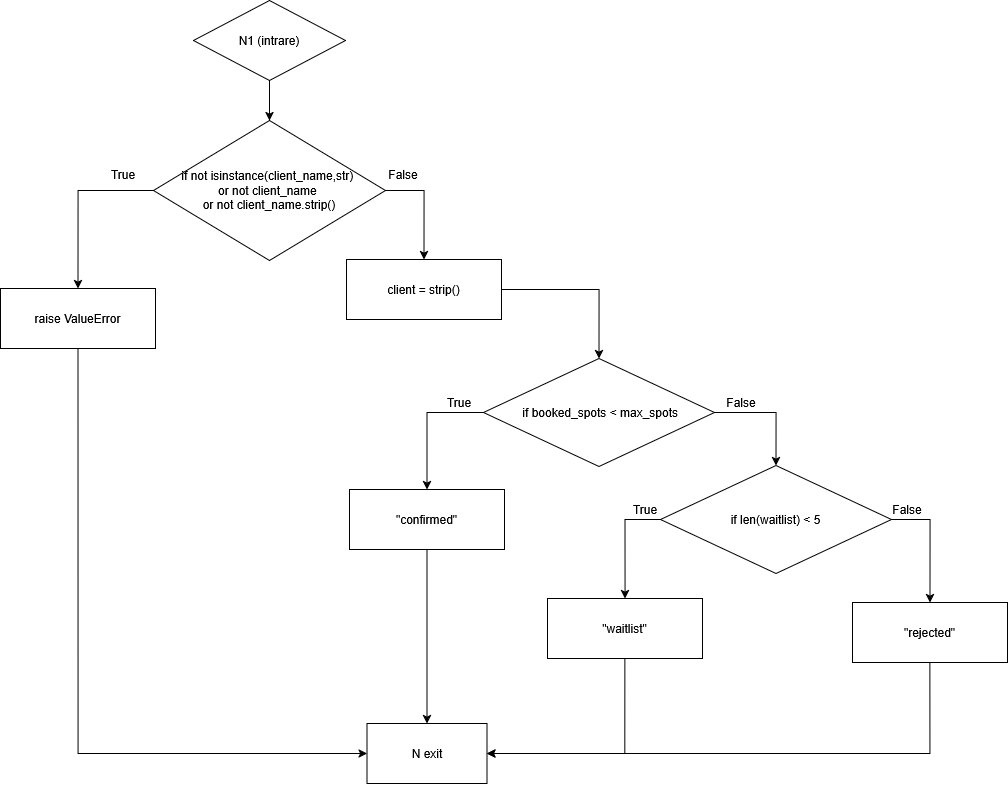 N1 (intrare)
True
False
if not isinstance(client_name,str)
or not client_name
or not client_name.strip()
client = strip()
raise ValueError
True
False
if booked_spots < max_spots
"confirmed"
True
False
if len(waitlist) < 5
"waitlist"
"rejected"
N exit